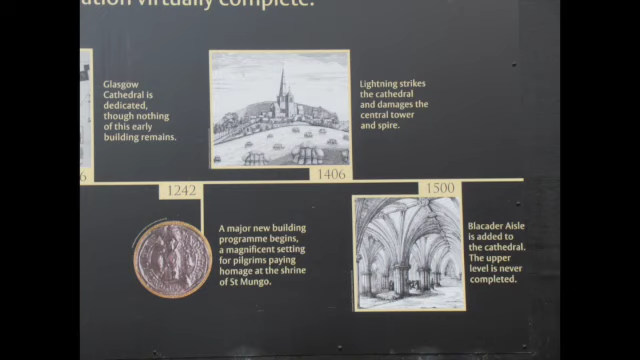 ation virtually complete.
Glasgow
Cathedral is
dedicated,
though nothing
of this early
building remains.
Lightning strikes
the cathedral
and damages the
central tower
and spire.
6
1406
1242
1500
A major new building
programme begins,
a magnificent setting
for pilgrims paying
homage at the shrine
of St Mungo.
Blacader Aisle
is added to
the cathedral.
The upper
level is never
completed.